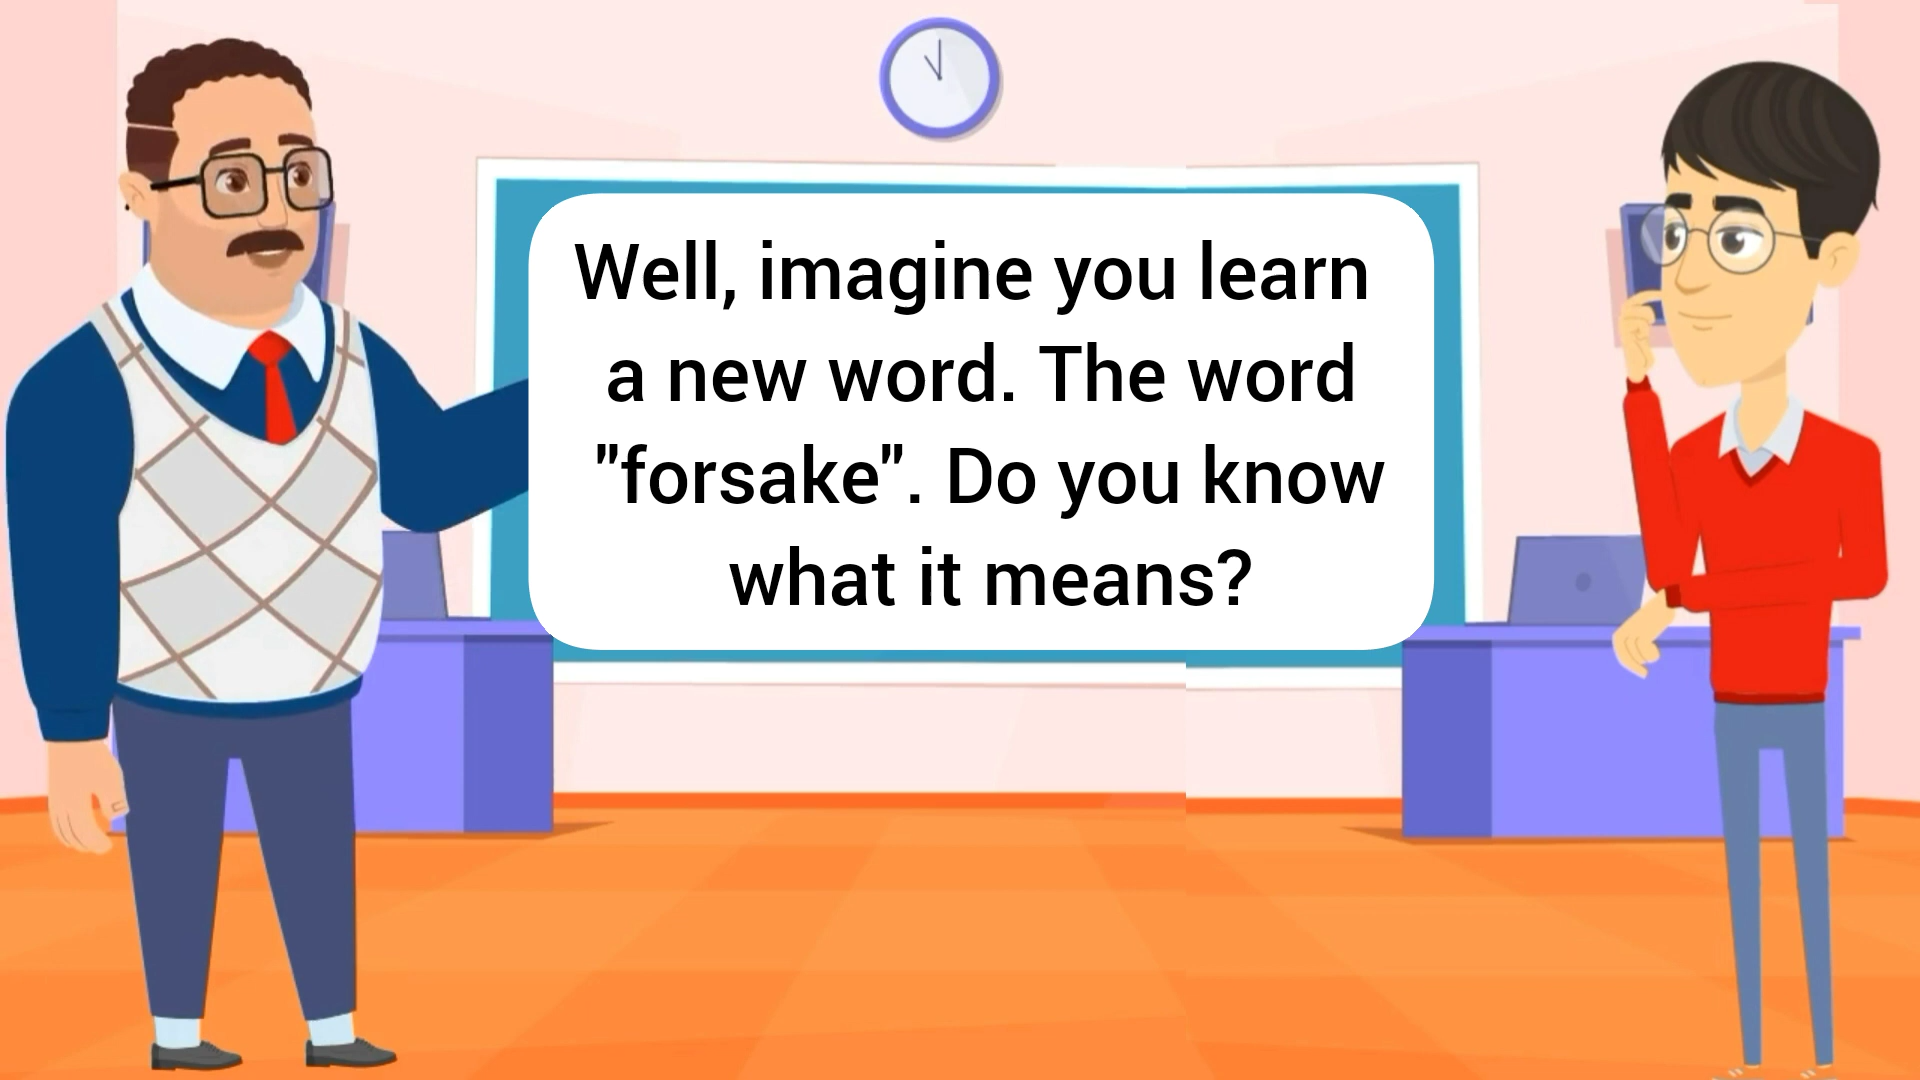 Well, imagine you learn
a new word. The word
"forsake". Do you know
what it means?